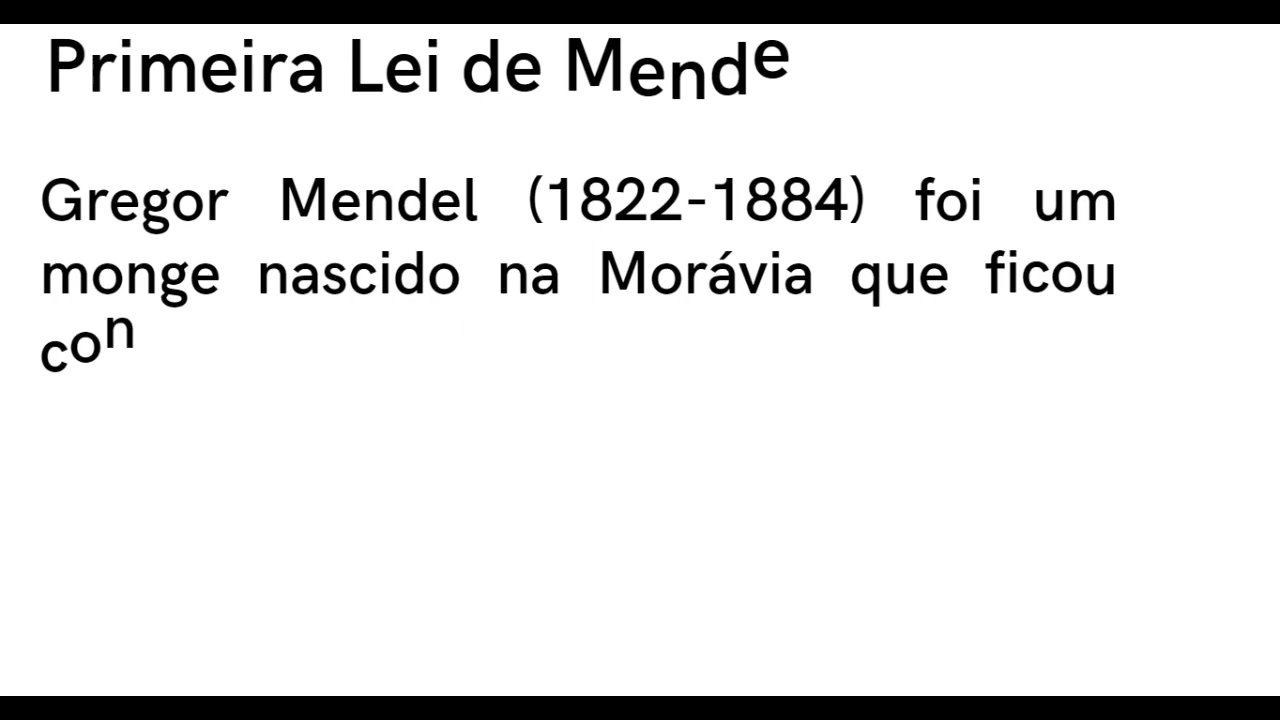 Primeira Lei de Mende
Gregor Mendel (1822-1884) foi um
monge nascido na Morávia que ficou
con